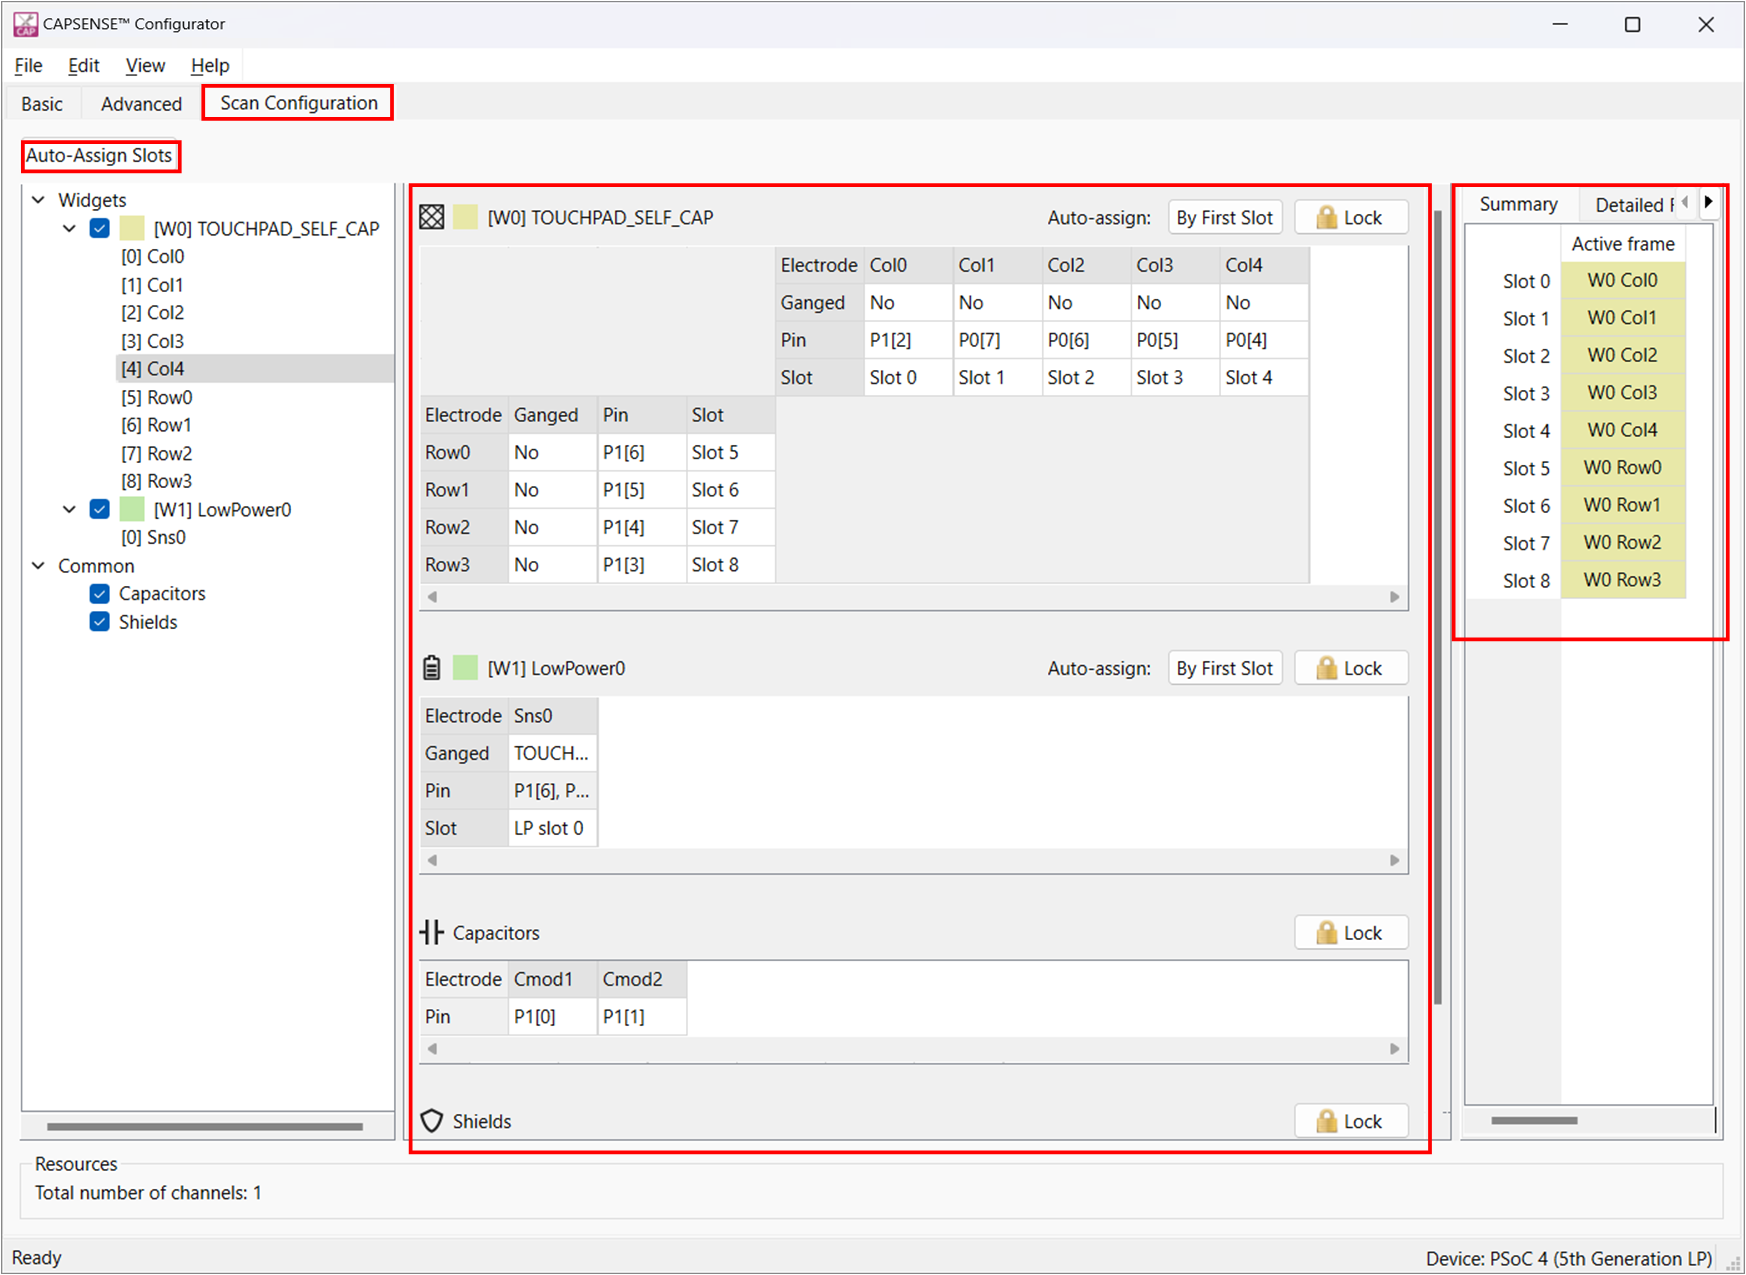 CAPSENSE™ Configurator
File Edit View Help
Basic Advanced Scan Configuration
Auto-Assign Slots
Widgets
[W0] TOUCHPAD_SELF_CAP
[0] Col0
[1] Col1
[2] Col2
[3] Col3
[4] Col4
[5] Row0
[6] Row1
[7] Row2
[8] Row3
[W1] LowPower0
[0] Sns0
Common
Capacitors
Shields
[W0] TOUCHPAD_SELF_CAP Auto-assign: By First Slot Lock
Electrode Col0 Col1 Col2 Col3 Col4
Ganged No No No No No
Pin P1[2] P0[7] P0[6] P0[5] P0[4]
Slot Slot 0 Slot 1 Slot 2 Slot 3 Slot 4
Electrode Ganged Pin Slot
Row0 No P1[6] Slot 5
Row1 No P1[5] Slot 6
Row2 No P1[4] Slot 7
Row3 No P1[3] Slot 8
[W1] LowPower0 Auto-assign: By First Slot Lock
Electrode Sns0
Ganged TOUCH...
Pin P1[6], P...
Slot LP slot 0
Capacitors Lock
Electrode Cmod1 Cmod2
Pin P1[0] P1[1]
Shields Lock
Summary Detailed
Active frame
Slot 0 W0 Col0
Slot 1 W0 Col1
Slot 2 W0 Col2
Slot 3 W0 Col3
Slot 4 W0 Col4
Slot 5 W0 Row0
Slot 6 W0 Row1
Slot 7 W0 Row2
Slot 8 W0 Row3
Resources
Total number of channels: 1
Ready Device: PSoC 4 (5th Generation LP)